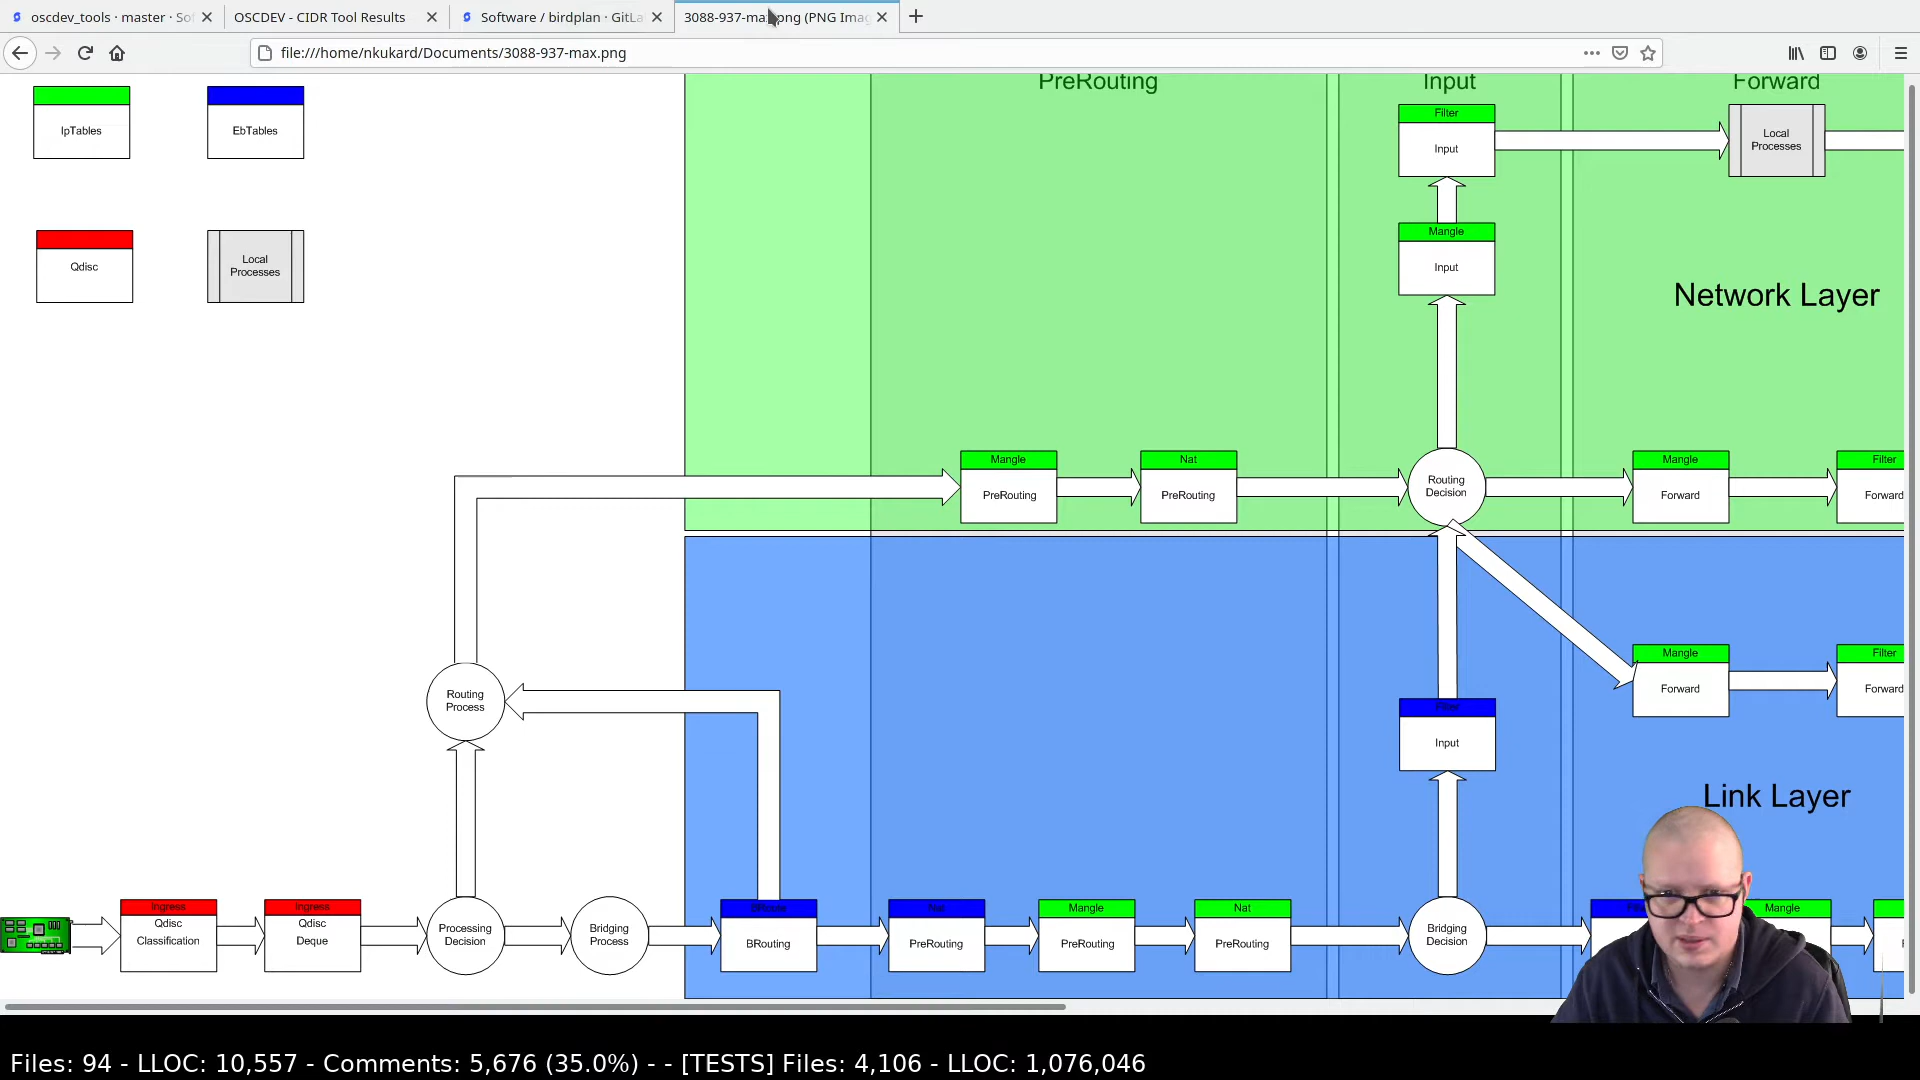 oscdev_tools · master · Sof
OSCDEV - CIDR Tool Results
Software / birdplan · GitLa
3088-937-max.png (PNG Imag
file:///home/nkukard/Documents/3088-937-max.png
PreRouting
Input
Forward
IpTables
EbTables
Qdisc
Local
Processes
Filter
Input
Local
Processes
Mangle
Input
Network Layer
Mangle
PreRouting
Nat
PreRouting
Routing
Decision
Mangle
Forward
Filter
Forward
Mangle
Forward
Filter
Forward
Routing
Process
Filter
Input
Link Layer
Ingress
Qdisc
Classification
Ingress
Qdisc
Deque
Processing
Decision
Bridging
Process
BRouting
Nat
PreRouting
Mangle
PreRouting
Nat
PreRouting
Bridging
Decision
Mangle
Files: 94 - LLOC: 10,557 - Comments: 5,676 (35.0%) - - [TESTS] Files: 4,106 - LLOC: 1,076,046